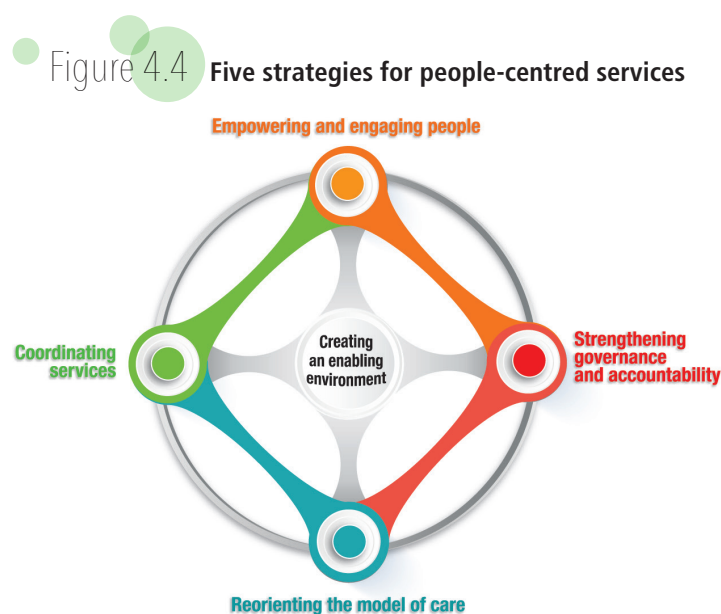 Figure 4.4 Five strategies for people-centred services
Empowering and engaging people
Coordinating
services
Creating
an enabling
environment
Strengthening
governance
and accountability
Reorienting the model of care